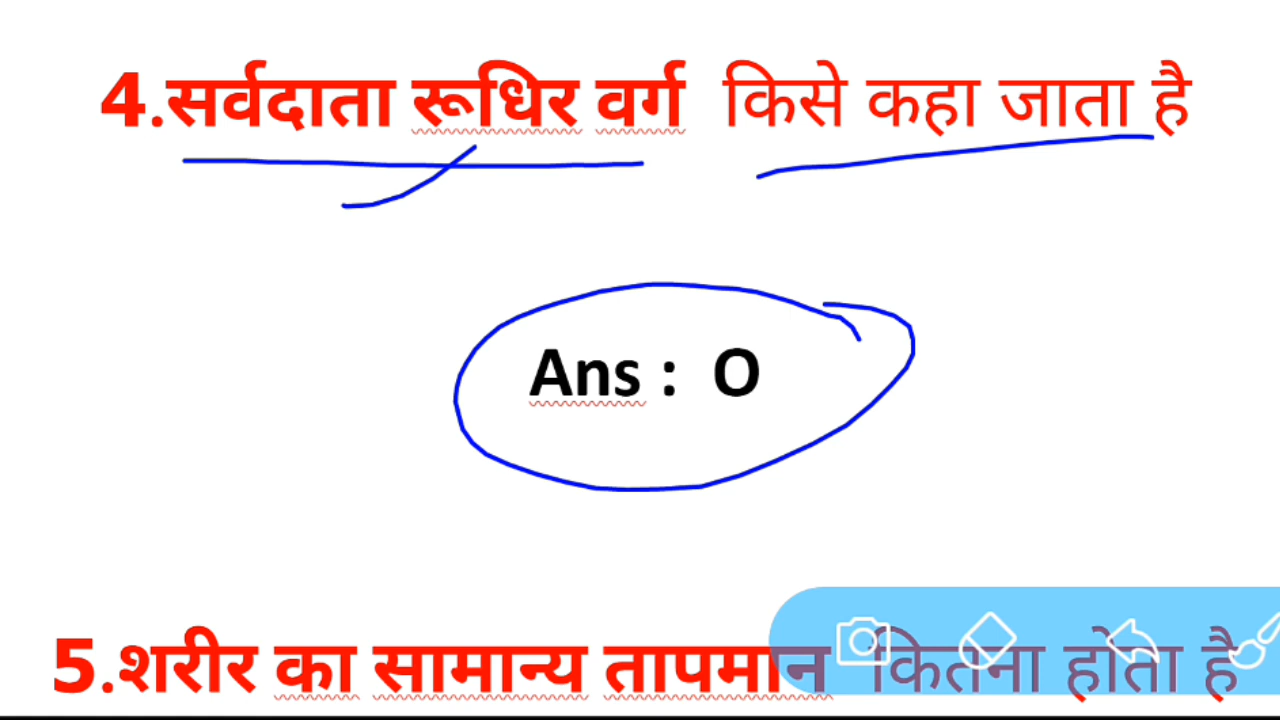 4.सर्वदाता रूधिर वर्ग किसे कहा जाता है
Ans : O
5.शरीर का सामान्य तापमान कितना होता है